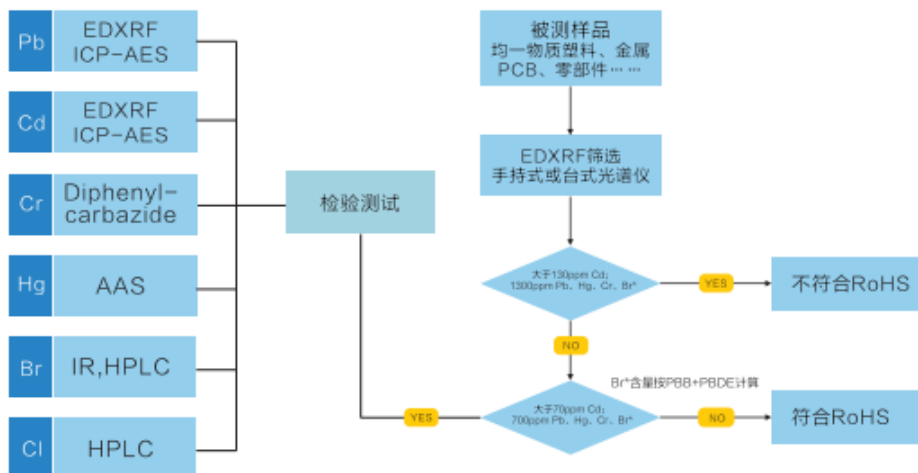 Pb
EDXRF
ICP-AES
Cd
EDXRF
ICP-AES
Cr
Diphenyl-
carbazide
Hg
AAS
Br
IR,HPLC
Cl
HPLC
检验测试
被测样品
均一物质塑料、金属
PCB、零部件……
EDXRF筛选
手持式或台式光谱仪
大于130ppm Cd;
1300ppm Pb、Hg、Cr、Br*
YES
不符合RoHS
NO
Br*含量按PBB+PBDE计算
大于70ppm Cd;
700ppm Pb、Hg、Cr、Br*
YES
NO
符合RoHS